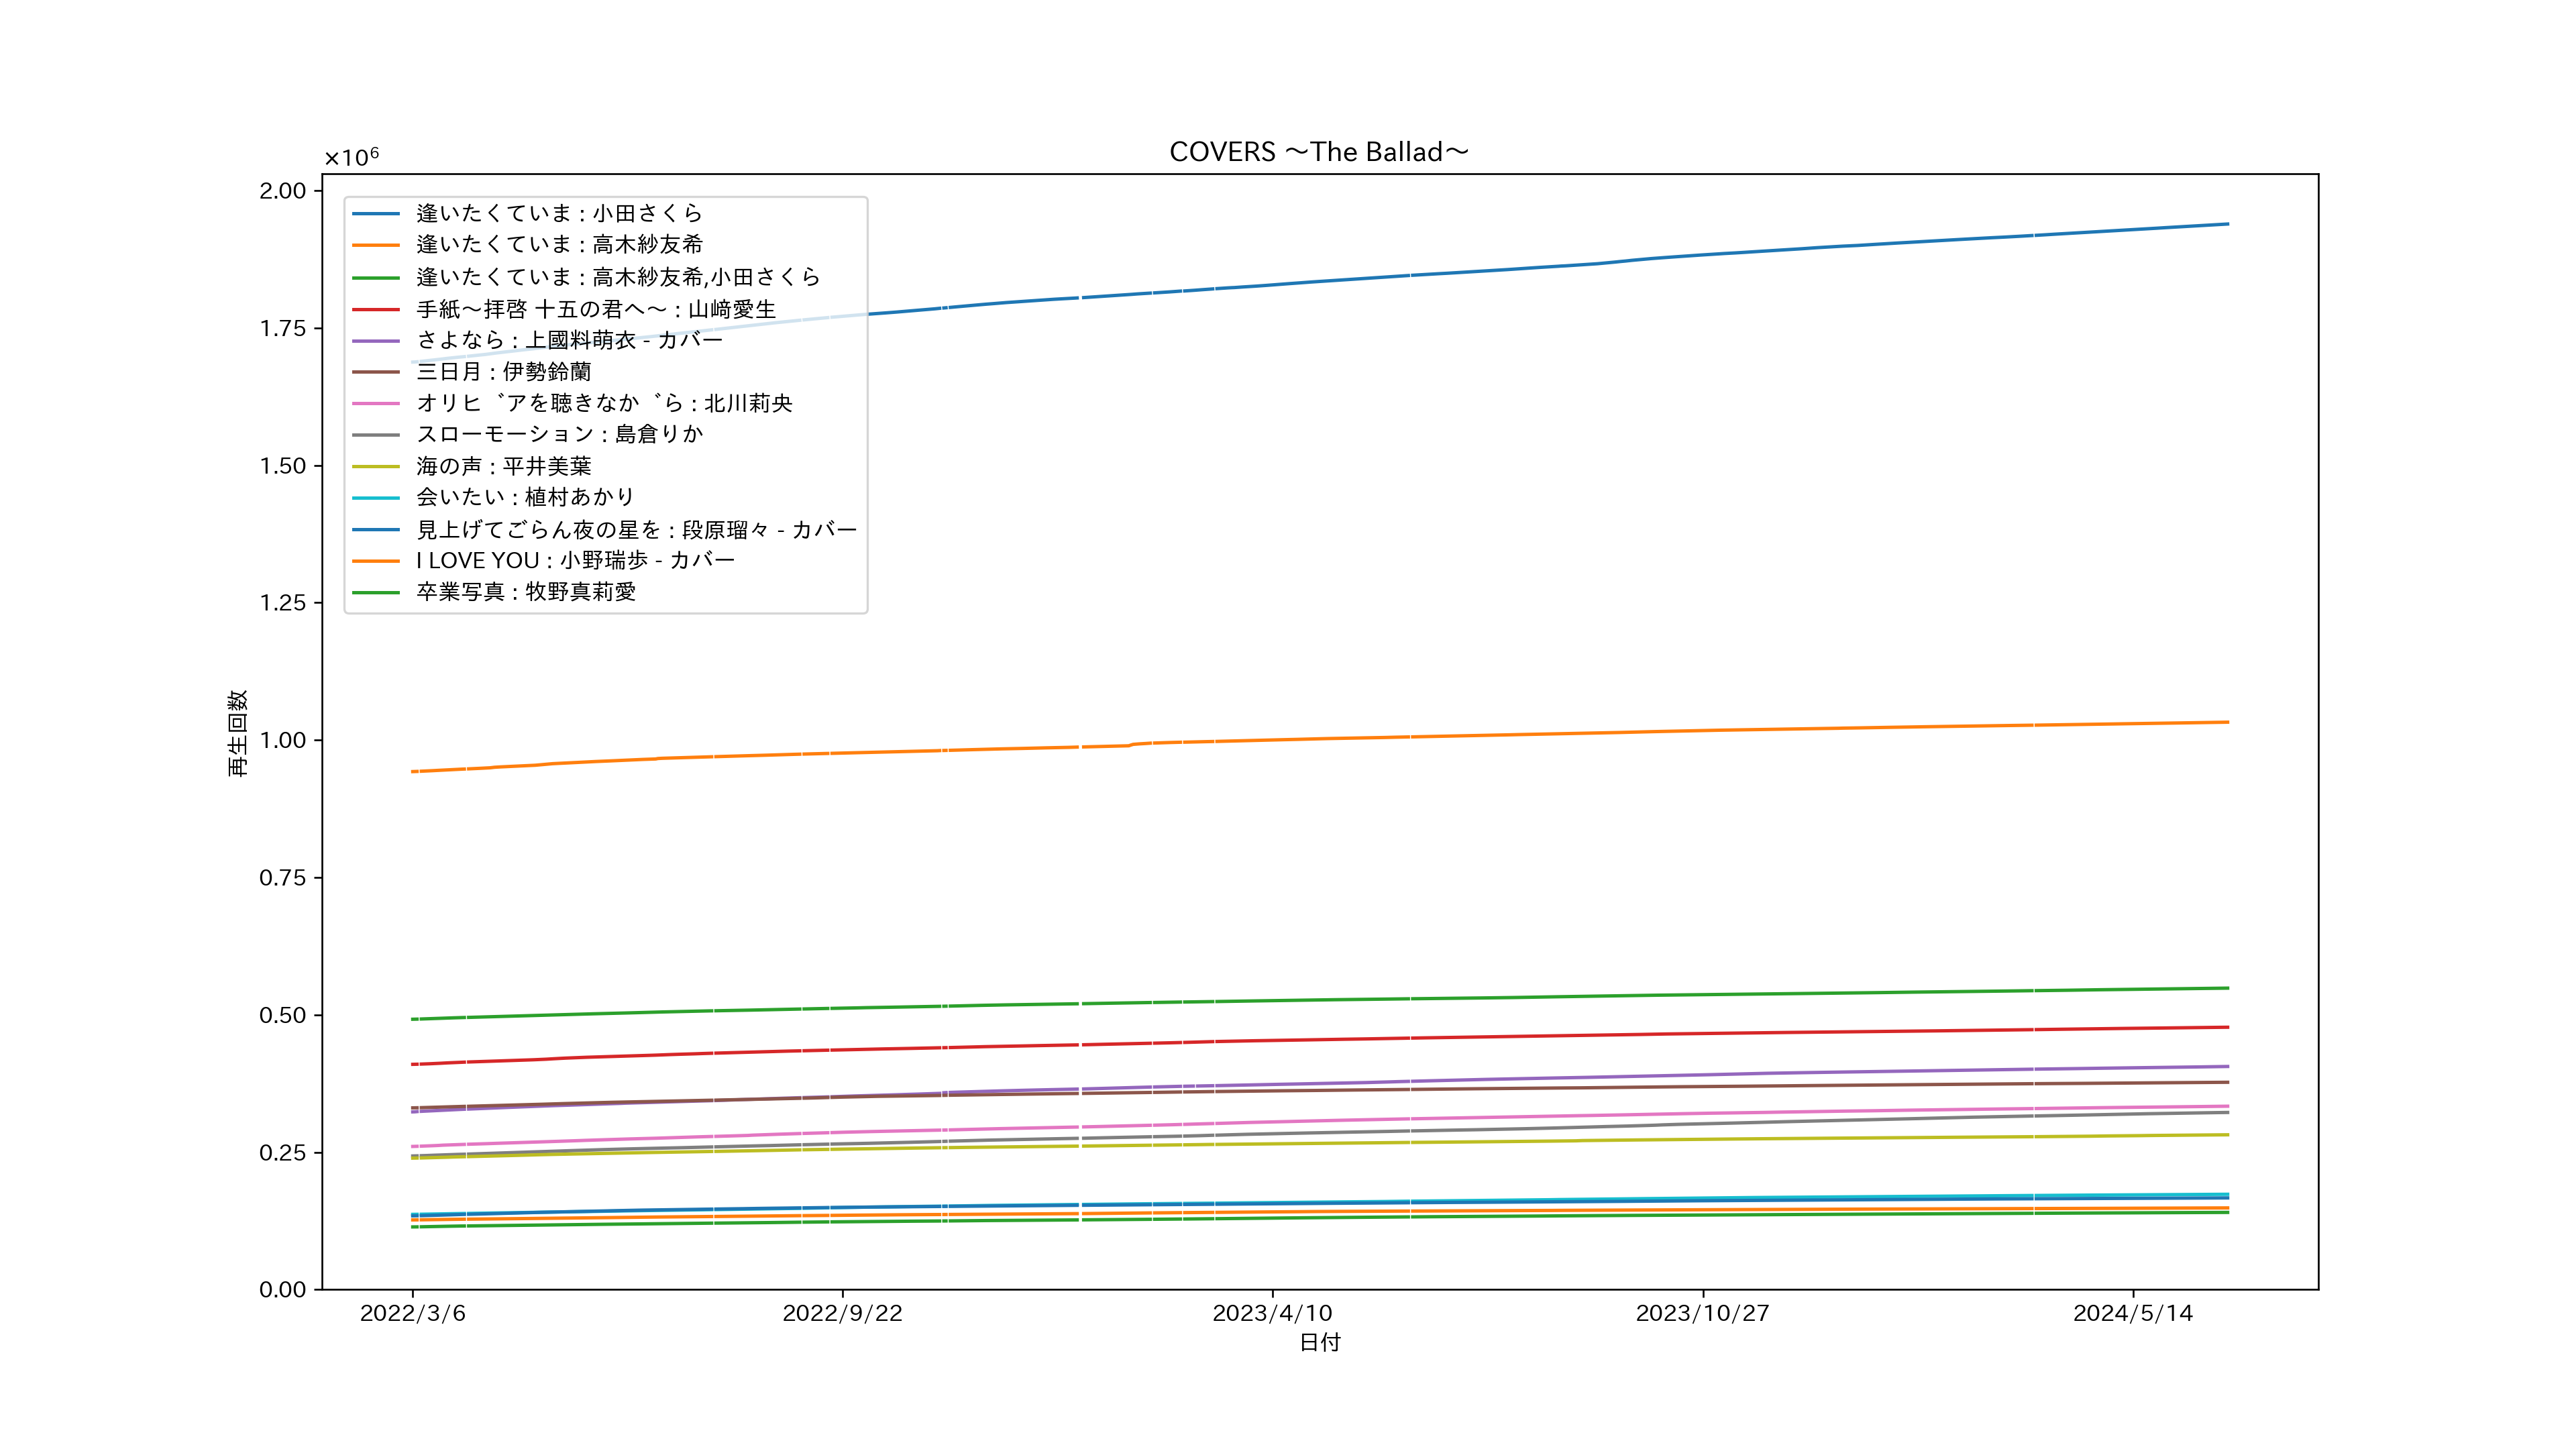 COVERS ～The Ballad～
×10⁶
2.00
1.75
1.50
1.25
1.00
0.75
0.50
0.25
0.00
再生回数
逢いたくていま : 小田さくら
逢いたくていま : 高木紗友希
逢いたくていま : 高木紗友希,小田さくら
手紙～拝啓 十五の君へ～ : 山﨑愛生
さよなら : 上國料萌衣 - カバー
三日月 : 伊勢鈴蘭
オリヒ゛アを聴きなか゛ら : 北川莉央
スローモーション : 島倉りか
海の声 : 平井美葉
会いたい : 植村あかり
見上げてごらん夜の星を : 段原瑠々 - カバー
I LOVE YOU : 小野瑞歩 - カバー
卒業写真 : 牧野真莉愛
2022/3/6
2022/9/22
2023/4/10
2023/10/27
2024/5/14
日付